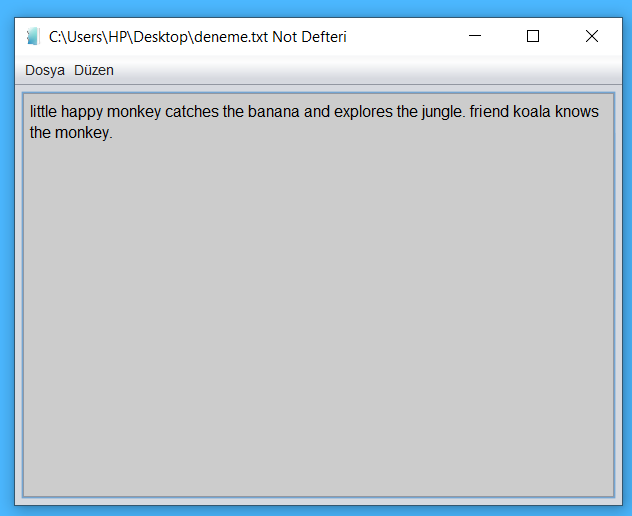 C:\Users\HP\Desktop\deneme.txt Not Defteri
Dosya Düzen
little happy monkey catches the banana and explores the jungle. friend koala knows
the monkey.